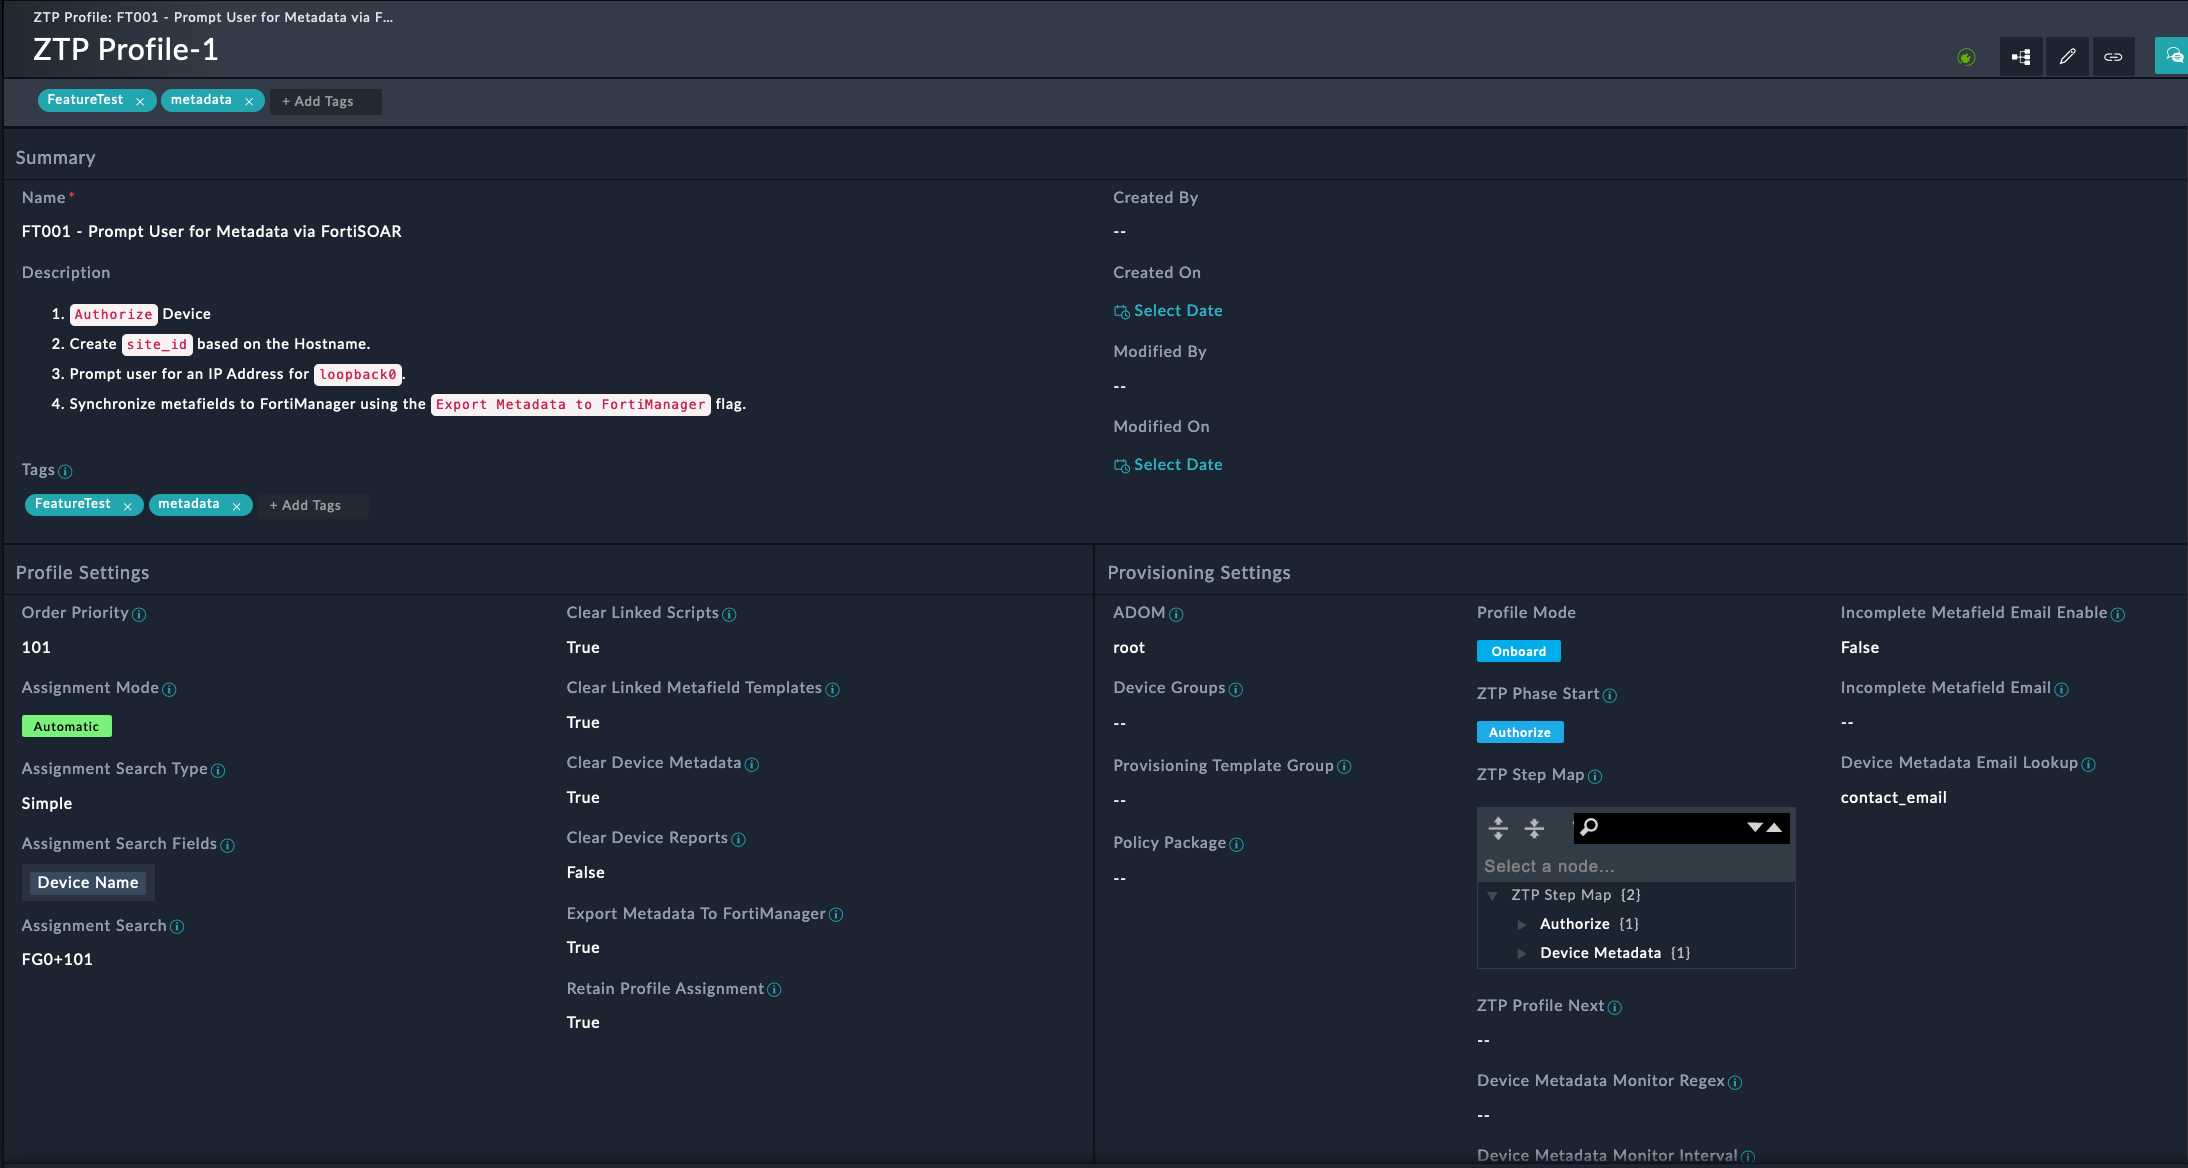 ZTP Profile: FT001 - Prompt User for Metadata via F...
ZTP Profile-1
FeatureTest × metadata × + Add Tags
Summary
Name*
FT001 - Prompt User for Metadata via FortiSOAR
Description
1. Authorize Device
2. Create site_id based on the Hostname.
3. Prompt user for an IP Address for loopback0.
4. Synchronize metafields to FortiManager using the Export Metadata to FortiManager flag.
Tags
FeatureTest × metadata × + Add Tags
Created By
--
Created On
Select Date
Modified By
--
Modified On
Select Date
Profile Settings
Order Priority
101
Assignment Mode
Automatic
Assignment Search Type
Simple
Assignment Search Fields
Device Name
Assignment Search
FG0+101
Clear Linked Scripts
True
Clear Linked Metafield Templates
True
Clear Device Metadata
True
Clear Device Reports
False
Export Metadata To FortiManager
True
Retain Profile Assignment
True
Provisioning Settings
ADOM
root
Device Groups
--
Provisioning Template Group
--
Policy Package
--
Profile Mode
Onboard
ZTP Phase Start
Authorize
ZTP Step Map
Select a node...
ZTP Step Map {2}
Authorize {1}
Device Metadata {1}
ZTP Profile Next
--
Device Metadata Monitor Regex
--
Device Metadata Monitor Interval
Incomplete Metafield Email Enable
False
Incomplete Metafield Email
--
Device Metadata Email Lookup
contact_email